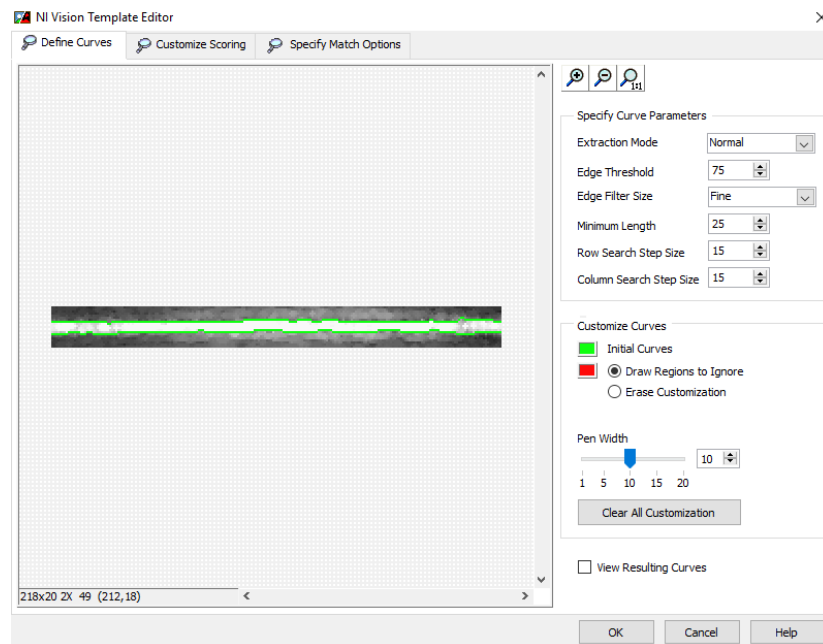 NI Vision Template Editor
Define Curves
Customize Scoring
Specify Match Options
1:1
Specify Curve Parameters
Extraction Mode Normal
Edge Threshold 75
Edge Filter Size Fine
Minimum Length 25
Row Search Step Size 15
Column Search Step Size 15
Customize Curves
Initial Curves
Draw Regions to Ignore
Erase Customization
Pen Width
10
1 5 10 15 20
Clear All Customization
View Resulting Curves
218x20 2X 49 (212,18)
OK Cancel Help